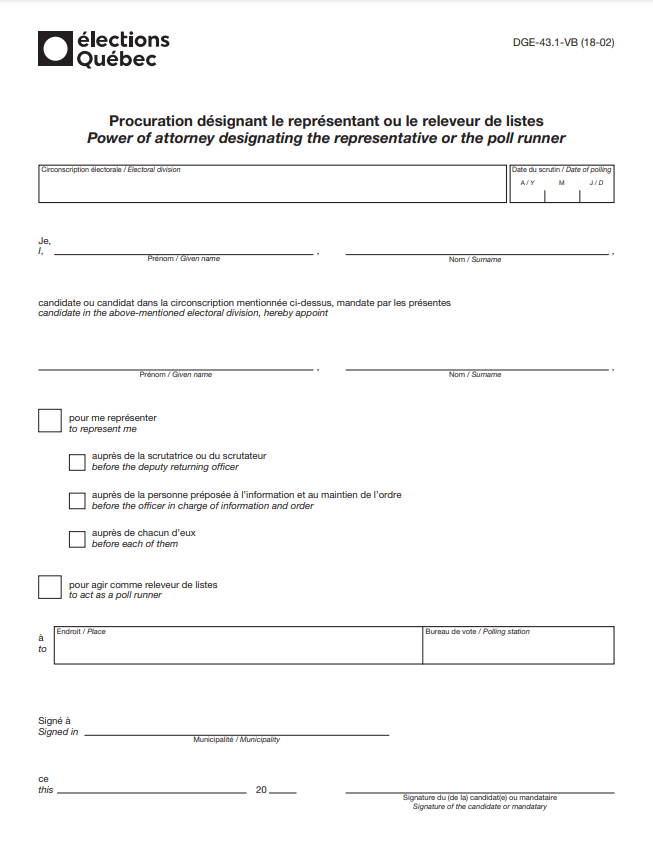 élections
Québec
DGE-43.1-VB (18-02)
Procuration désignant le représentant ou le releveur de listes
Power of attorney designating the representative or the poll runner
Circonscription électorale / Electoral division
Date du scrutin / Date of polling
A / Y M J / D
Je,
I,
Prénom / Given name , Nom / Surname ,
candidate ou candidat dans la circonscription mentionnée ci-dessus, mandate par les présentes
candidate in the above-mentioned electoral division, hereby appoint
Prénom / Given name , Nom / Surname ,
pour me représenter
to represent me
auprès de la scrutatrice ou du scrutateur
before the deputy returning officer
auprès de la personne préposée à l'information et au maintien de l'ordre
before the officer in charge of information and order
auprès de chacun d'eux
before each of them
pour agir comme releveur de listes
to act as a poll runner
à
to
Endroit / Place
Bureau de vote / Polling station
Signé à
Signed in
Municipalité / Municipality
ce
this 20
Signature du (de la) candidat(e) ou mandataire
Signature of the candidate or mandatary